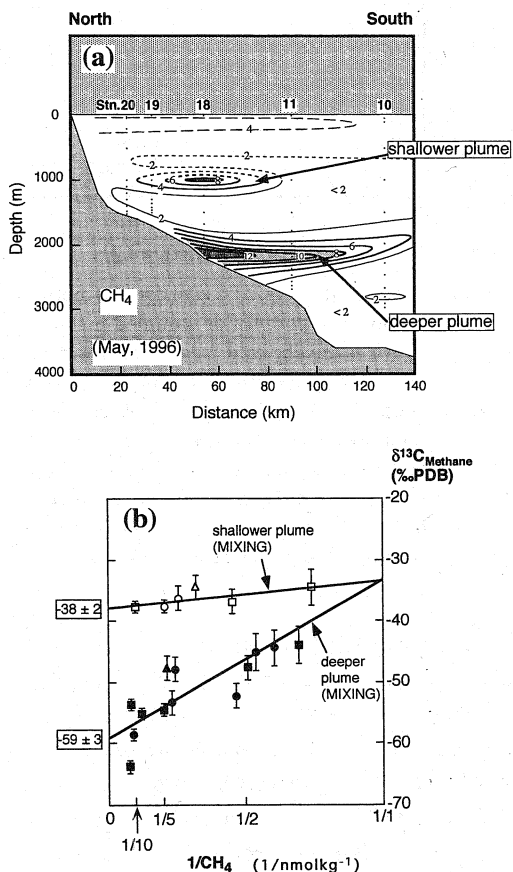 North South
(a)
Stn.20 19 18 11 10
0
4
2
shallower plume
6 8
1000
4
<2
2
4
6
2000
8
12 10
Depth (m)
2
3000
<2
CH4
deeper plume
(May, 1996)
4000
0 20 40 60 80 100 120 140
Distance (km)
δ13CMethane
(‰PDB)
-20
(b)
shallower plume
(MIXING)
-30
-38 ± 2
-40
deeper plume
(MIXING)
-50
-59 ± 3
-60
-70
0 1/5 1/2 1/1
1/10
1/CH4 (1/nmolkg-1)